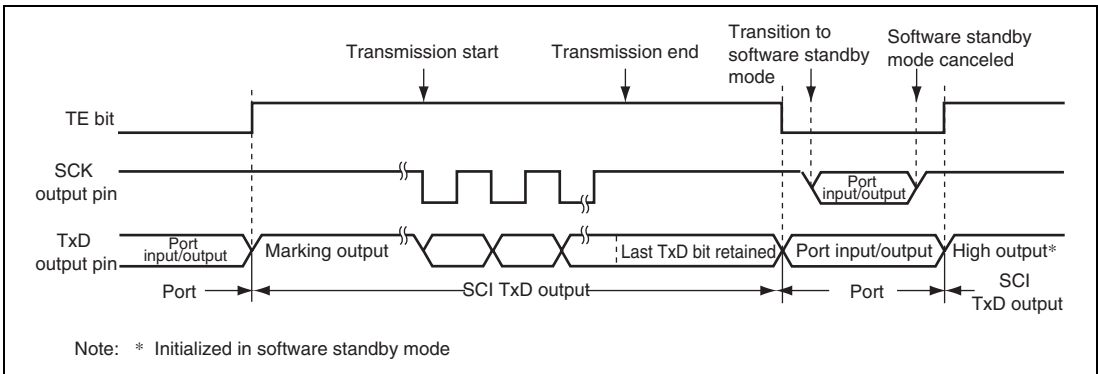 Transmission start
Transmission end
Transition to
software standby
mode
Software standby
mode canceled
TE bit
SCK
output pin
Port
input/output
TxD
output pin
Port
input/output
Marking output
Last TxD bit retained
Port input/output
High output*
Port
SCI TxD output
Port
SCI
TxD output
Note: * Initialized in software standby mode